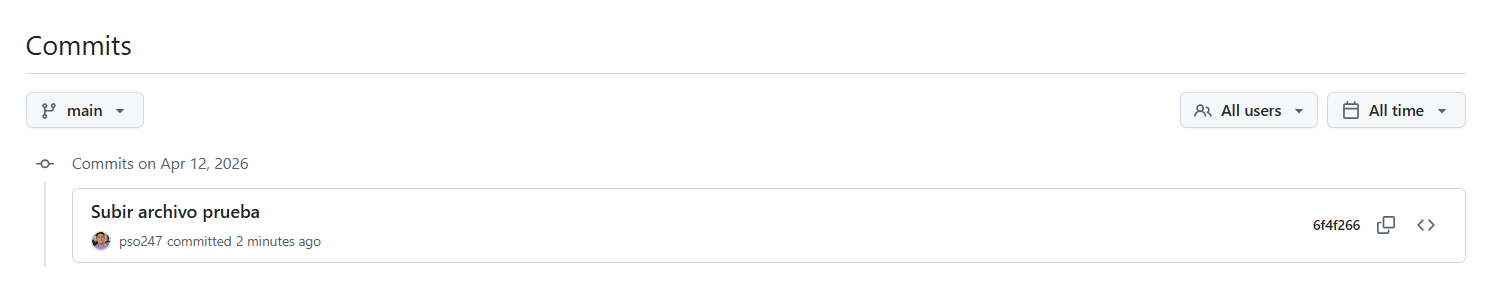 Commits
main
All users
All time
Commits on Apr 12, 2026
Subir archivo prueba
6f4f266
pso247 committed 2 minutes ago